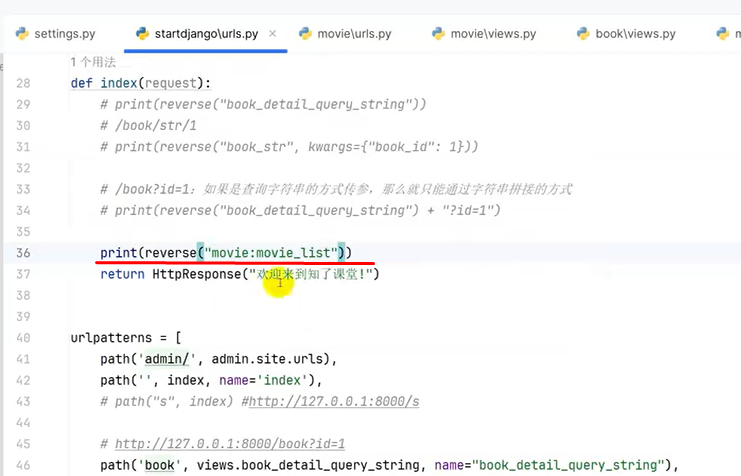 settings.py startdjango\urls.py × movie\urls.py movie\views.py book\views.py
1 个用法
28 def index(request):
29 # print(reverse("book_detail_query_string"))
30 # /book/str/1
31 # print(reverse("book_str", kwargs={"book_id": 1}))
32
33 # /book?id=1：如果是查询字符串的方式传参，那么就只能通过字符串拼接的方式
34 # print(reverse("book_detail_query_string") + "?id=1")
35
36 print(reverse("movie:movie_list"))
37 return HttpResponse("欢迎来到知了课堂!")
38
39
40 urlpatterns = [
41 path('admin/', admin.site.urls),
42 path('', index, name='index'),
43 # path("s", index) #http://127.0.0.1:8000/s
44
45 # http://127.0.0.1:8000/book?id=1
46 path('book', views.book_detail_query_string, name="book_detail_query_string"),